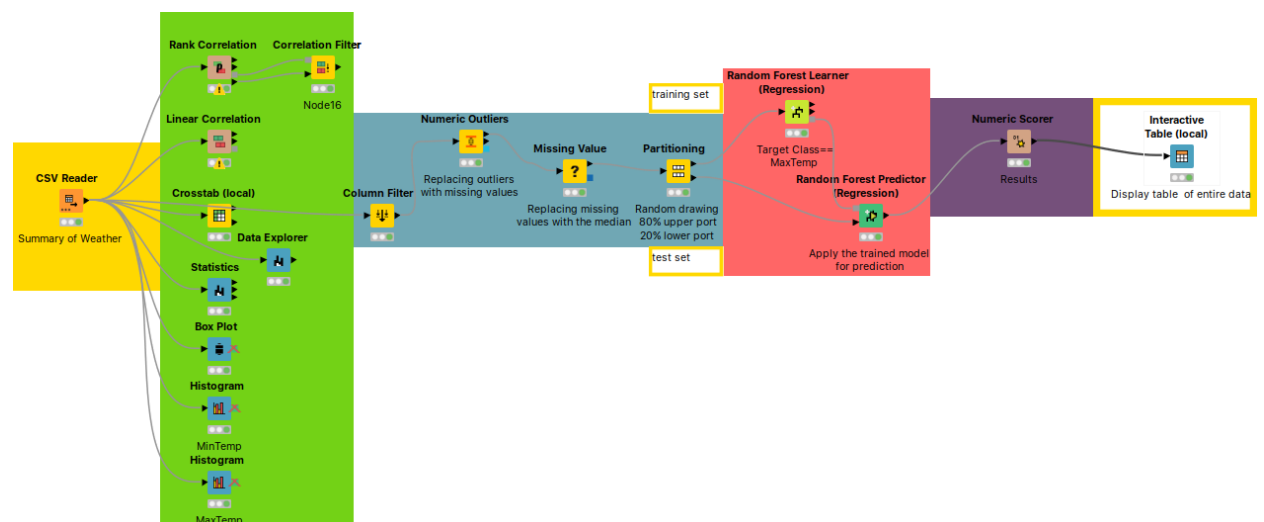 Rank Correlation
Correlation Filter
Node16
Linear Correlation
CSV Reader
Summary of Weather
Crosstab (local)
Data Explorer
Statistics
Box Plot
Histogram
MinTemp
Histogram
MaxTemp
Column Filter
Numeric Outliers
Replacing outliers
with missing values
Missing Value
?
Replacing missing
values with the median
Partitioning
Random drawing
80% upper port
20% lower port
training set
test set
Random Forest Learner
(Regression)
Target Class==
MaxTemp
Random Forest Predictor
(Regression)
Apply the trained model
for prediction
Numeric Scorer
Results
Interactive
Table (local)
Display table of entire data